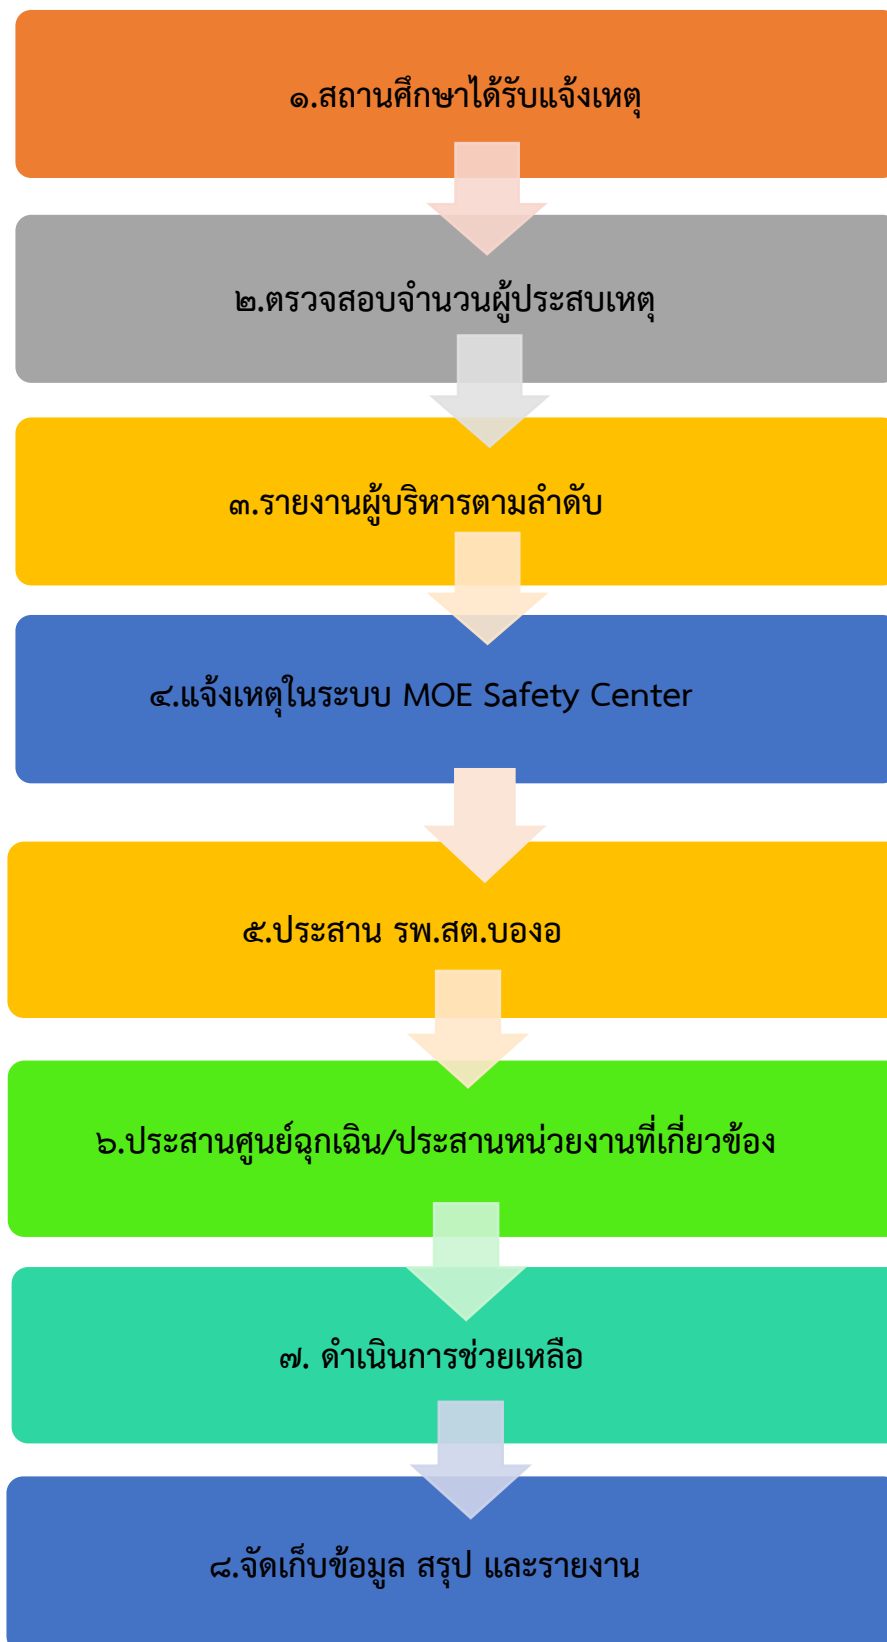 ๑.สถานศึกษาได้รับแจ้งเหตุ
๒.ตรวจสอบจำนวนผู้ประสบเหตุ
๓.รายงานผู้บริหารตามลำดับ
๔.แจ้งเหตุในระบบ MOE Safety Center
๕.ประสาน รพ.สต.บองอ
๖.ประสานศูนย์ฉุกเฉิน/ประสานหน่วยงานที่เกี่ยวข้อง
๗. ดำเนินการช่วยเหลือ
๘.จัดเก็บข้อมูล สรุป และรายงาน